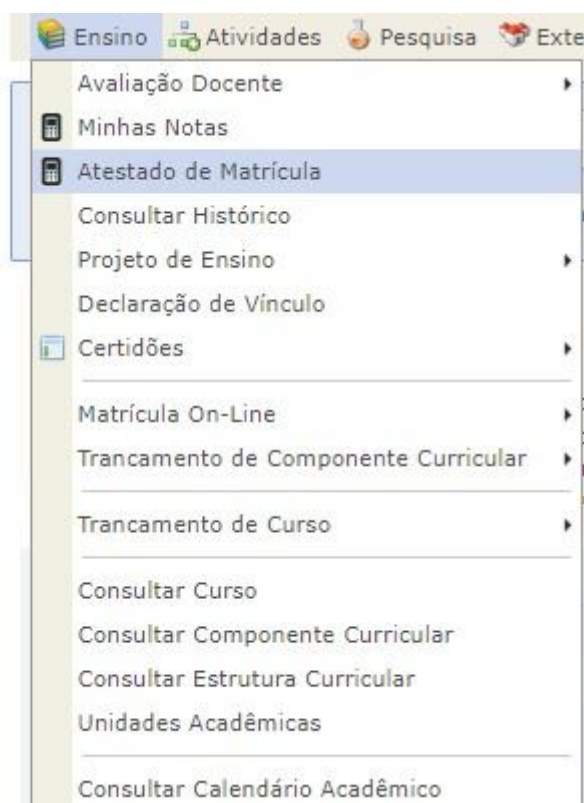 Ensino Atividades Pesquisa Exte
Avaliação Docente
Minhas Notas
Atestado de Matrícula
Consultar Histórico
Projeto de Ensino
Declaração de Vínculo
Certidões
Matrícula On-Line
Trancamento de Componente Curricular
Trancamento de Curso
Consultar Curso
Consultar Componente Curricular
Consultar Estrutura Curricular
Unidades Acadêmicas
Consultar Calendário Acadêmico